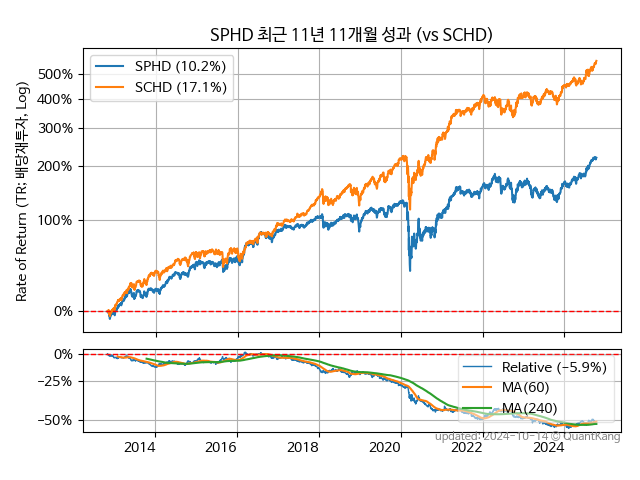 SPHD 최근 11년 11개월 성과 (vs SCHD)
SPHD (10.2%)
SCHD (17.1%)
Rate of Return (TR: 배당재투자, Log)
500%
400%
300%
200%
100%
0%
0%
−25%
−50%
Relative (−5.9%)
MA(60)
MA(240)
2014
2016
2018
2020
2022
2024
updated: 2024-10-14 © QuantKang